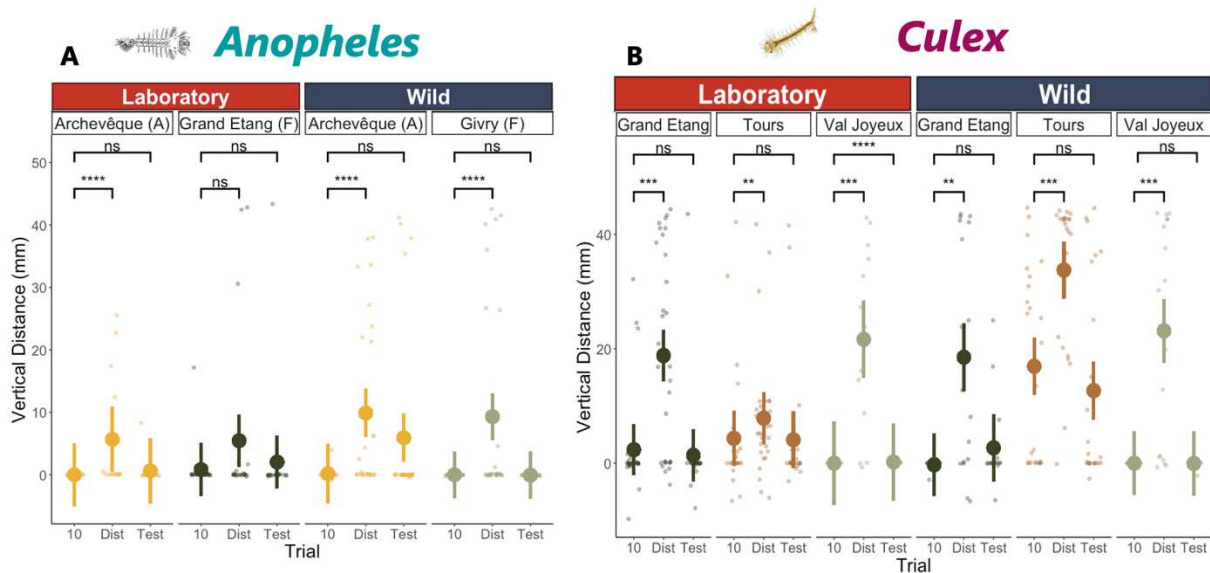 A Anopheles
Laboratory Wild
Archevêque (A) Grand Etang (F) Archevêque (A) Givry (F)
ns ns ns ns
**** ns **** ****
50
40
30
20
10
0
Vertical Distance (mm)
10 Dist Test 10 Dist Test 10 Dist Test 10 Dist Test
Trial
B Culex
Laboratory Wild
Grand Etang Tours Val Joyeux Grand Etang Tours Val Joyeux
ns ns **** ns ns ns
*** ** *** ** *** ***
40
20
0
Vertical Distance (mm)
10 Dist Test 10 Dist Test 10 Dist Test 10 Dist Test 10 Dist Test 10 Dist Test
Trial